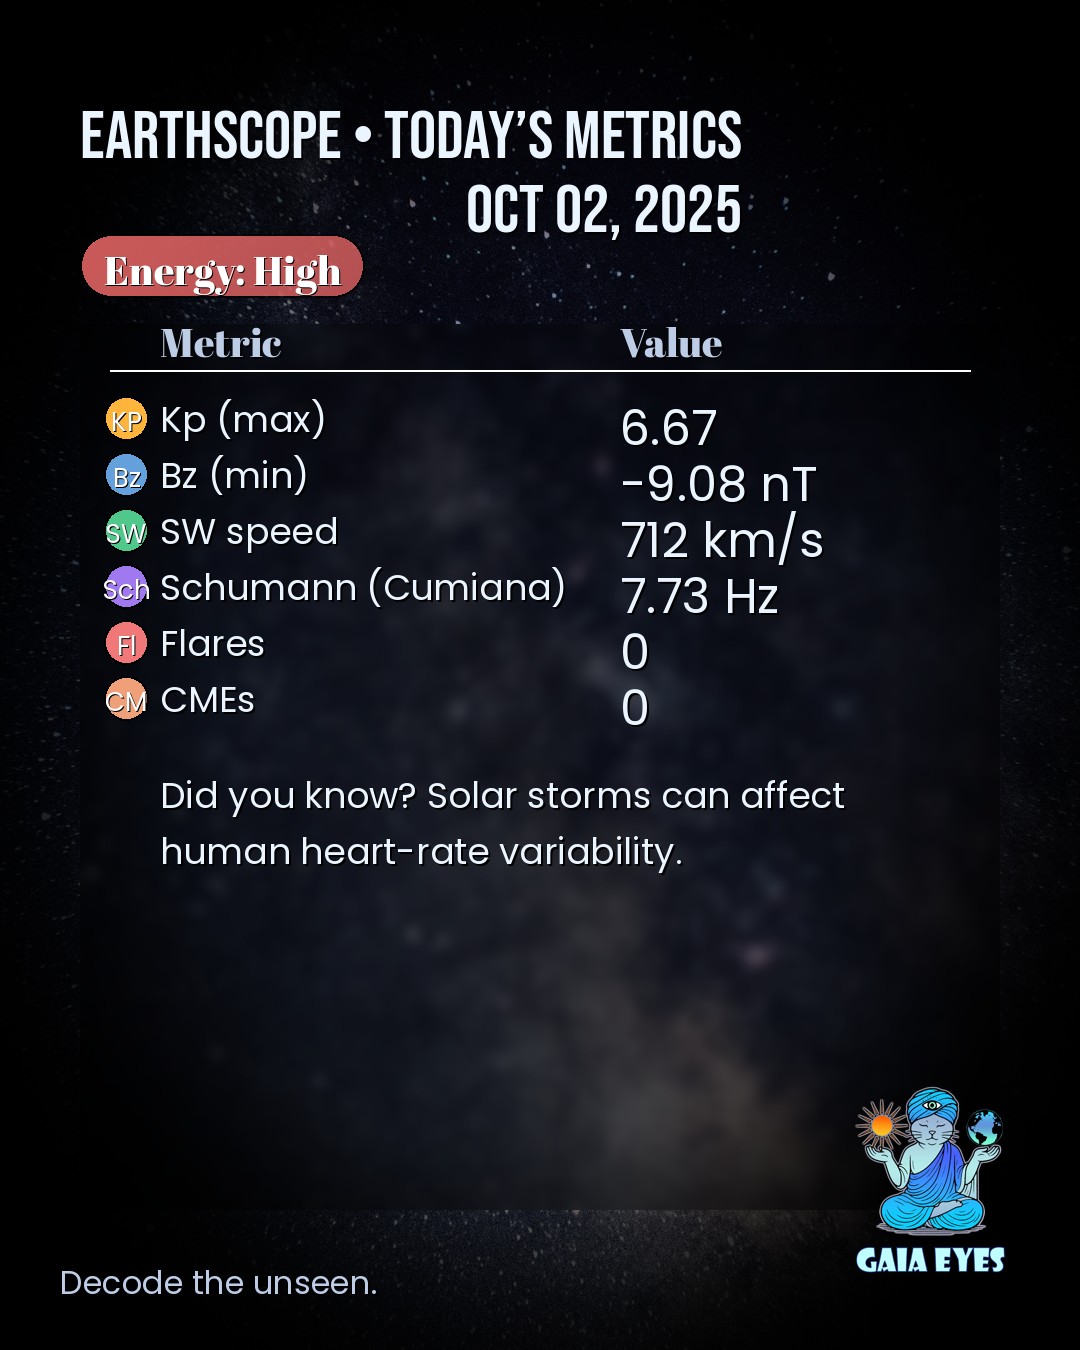 EARTHSCOPE • TODAY’S METRICS
OCT 02, 2025
Energy: High
Metric Value
KP Kp (max) 6.67
Bz Bz (min) -9.08 nT
SW SW speed 712 km/s
Sch Schumann (Cumiana) 7.73 Hz
Fl Flares 0
CM CMEs 0
Did you know? Solar storms can affect
human heart-rate variability.
GAIA EYES
Decode the unseen.